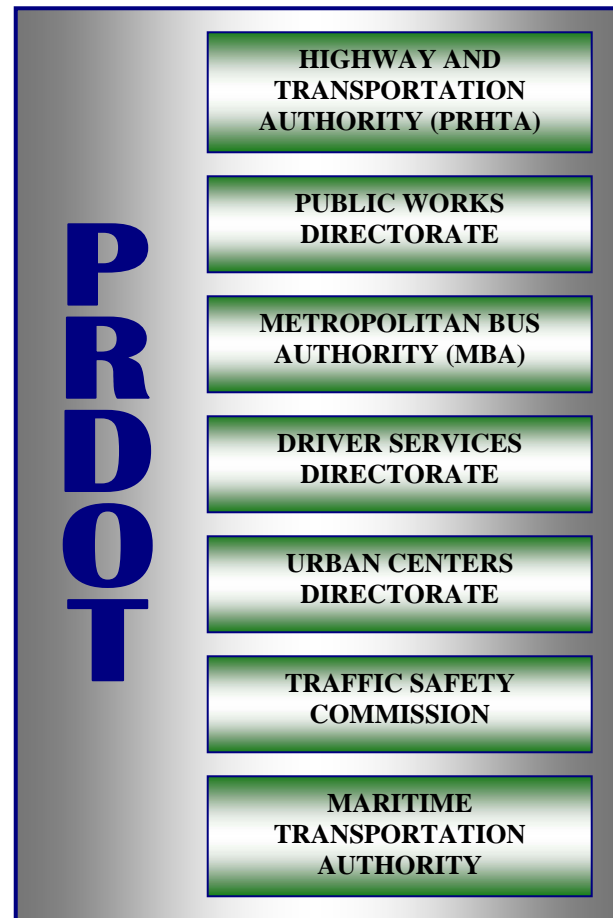 PRDOT
HIGHWAY AND
TRANSPORTATION
AUTHORITY (PRHTA)
PUBLIC WORKS
DIRECTORATE
METROPOLITAN BUS
AUTHORITY (MBA)
DRIVER SERVICES
DIRECTORATE
URBAN CENTERS
DIRECTORATE
TRAFFIC SAFETY
COMMISSION
MARITIME
TRANSPORTATION
AUTHORITY